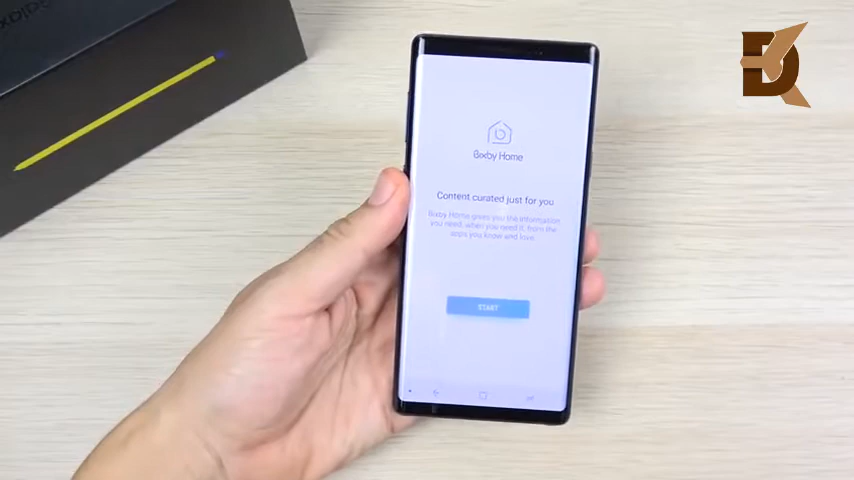 Galaxy
Bixby Home
Content curated just for you
Bixby Home gives you the information
you need, when you need it, from the
apps you know and love.
START